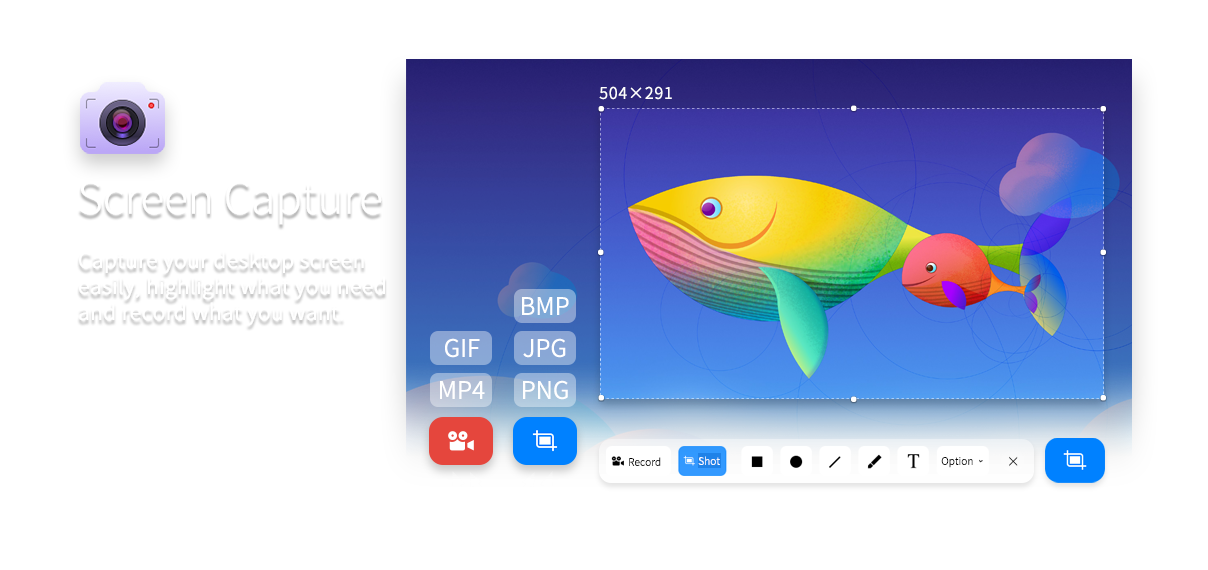 Screen Capture
Capture your desktop screen
easily, highlight what you need
and record what you want.
504×291
BMP
GIF JPG
MP4 PNG
Record Shot T Option